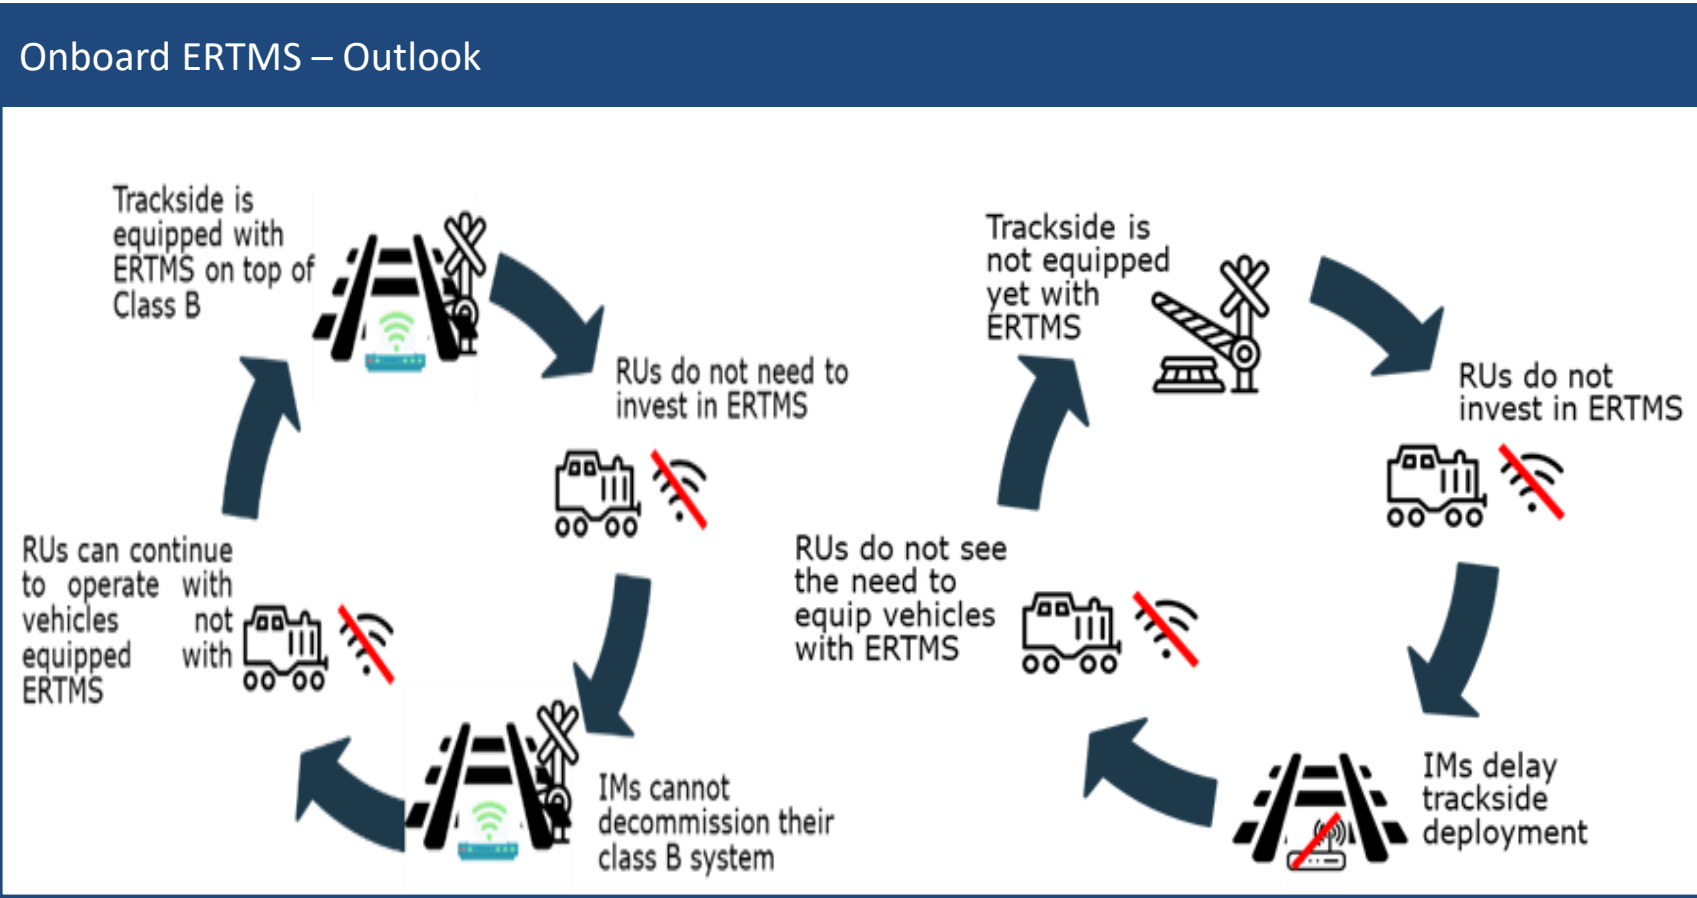 Onboard ERTMS – Outlook
Trackside is
equipped with
ERTMS on top of
Class B
RUs do not need to
invest in ERTMS
IMs cannot
decommission their
class B system
RUs can continue
to operate with
vehicles not
equipped with
ERTMS
Trackside is
not equipped
yet with
ERTMS
RUs do not
invest in ERTMS
IMs delay
trackside
deployment
RUs do not see
the need to
equip vehicles
with ERTMS